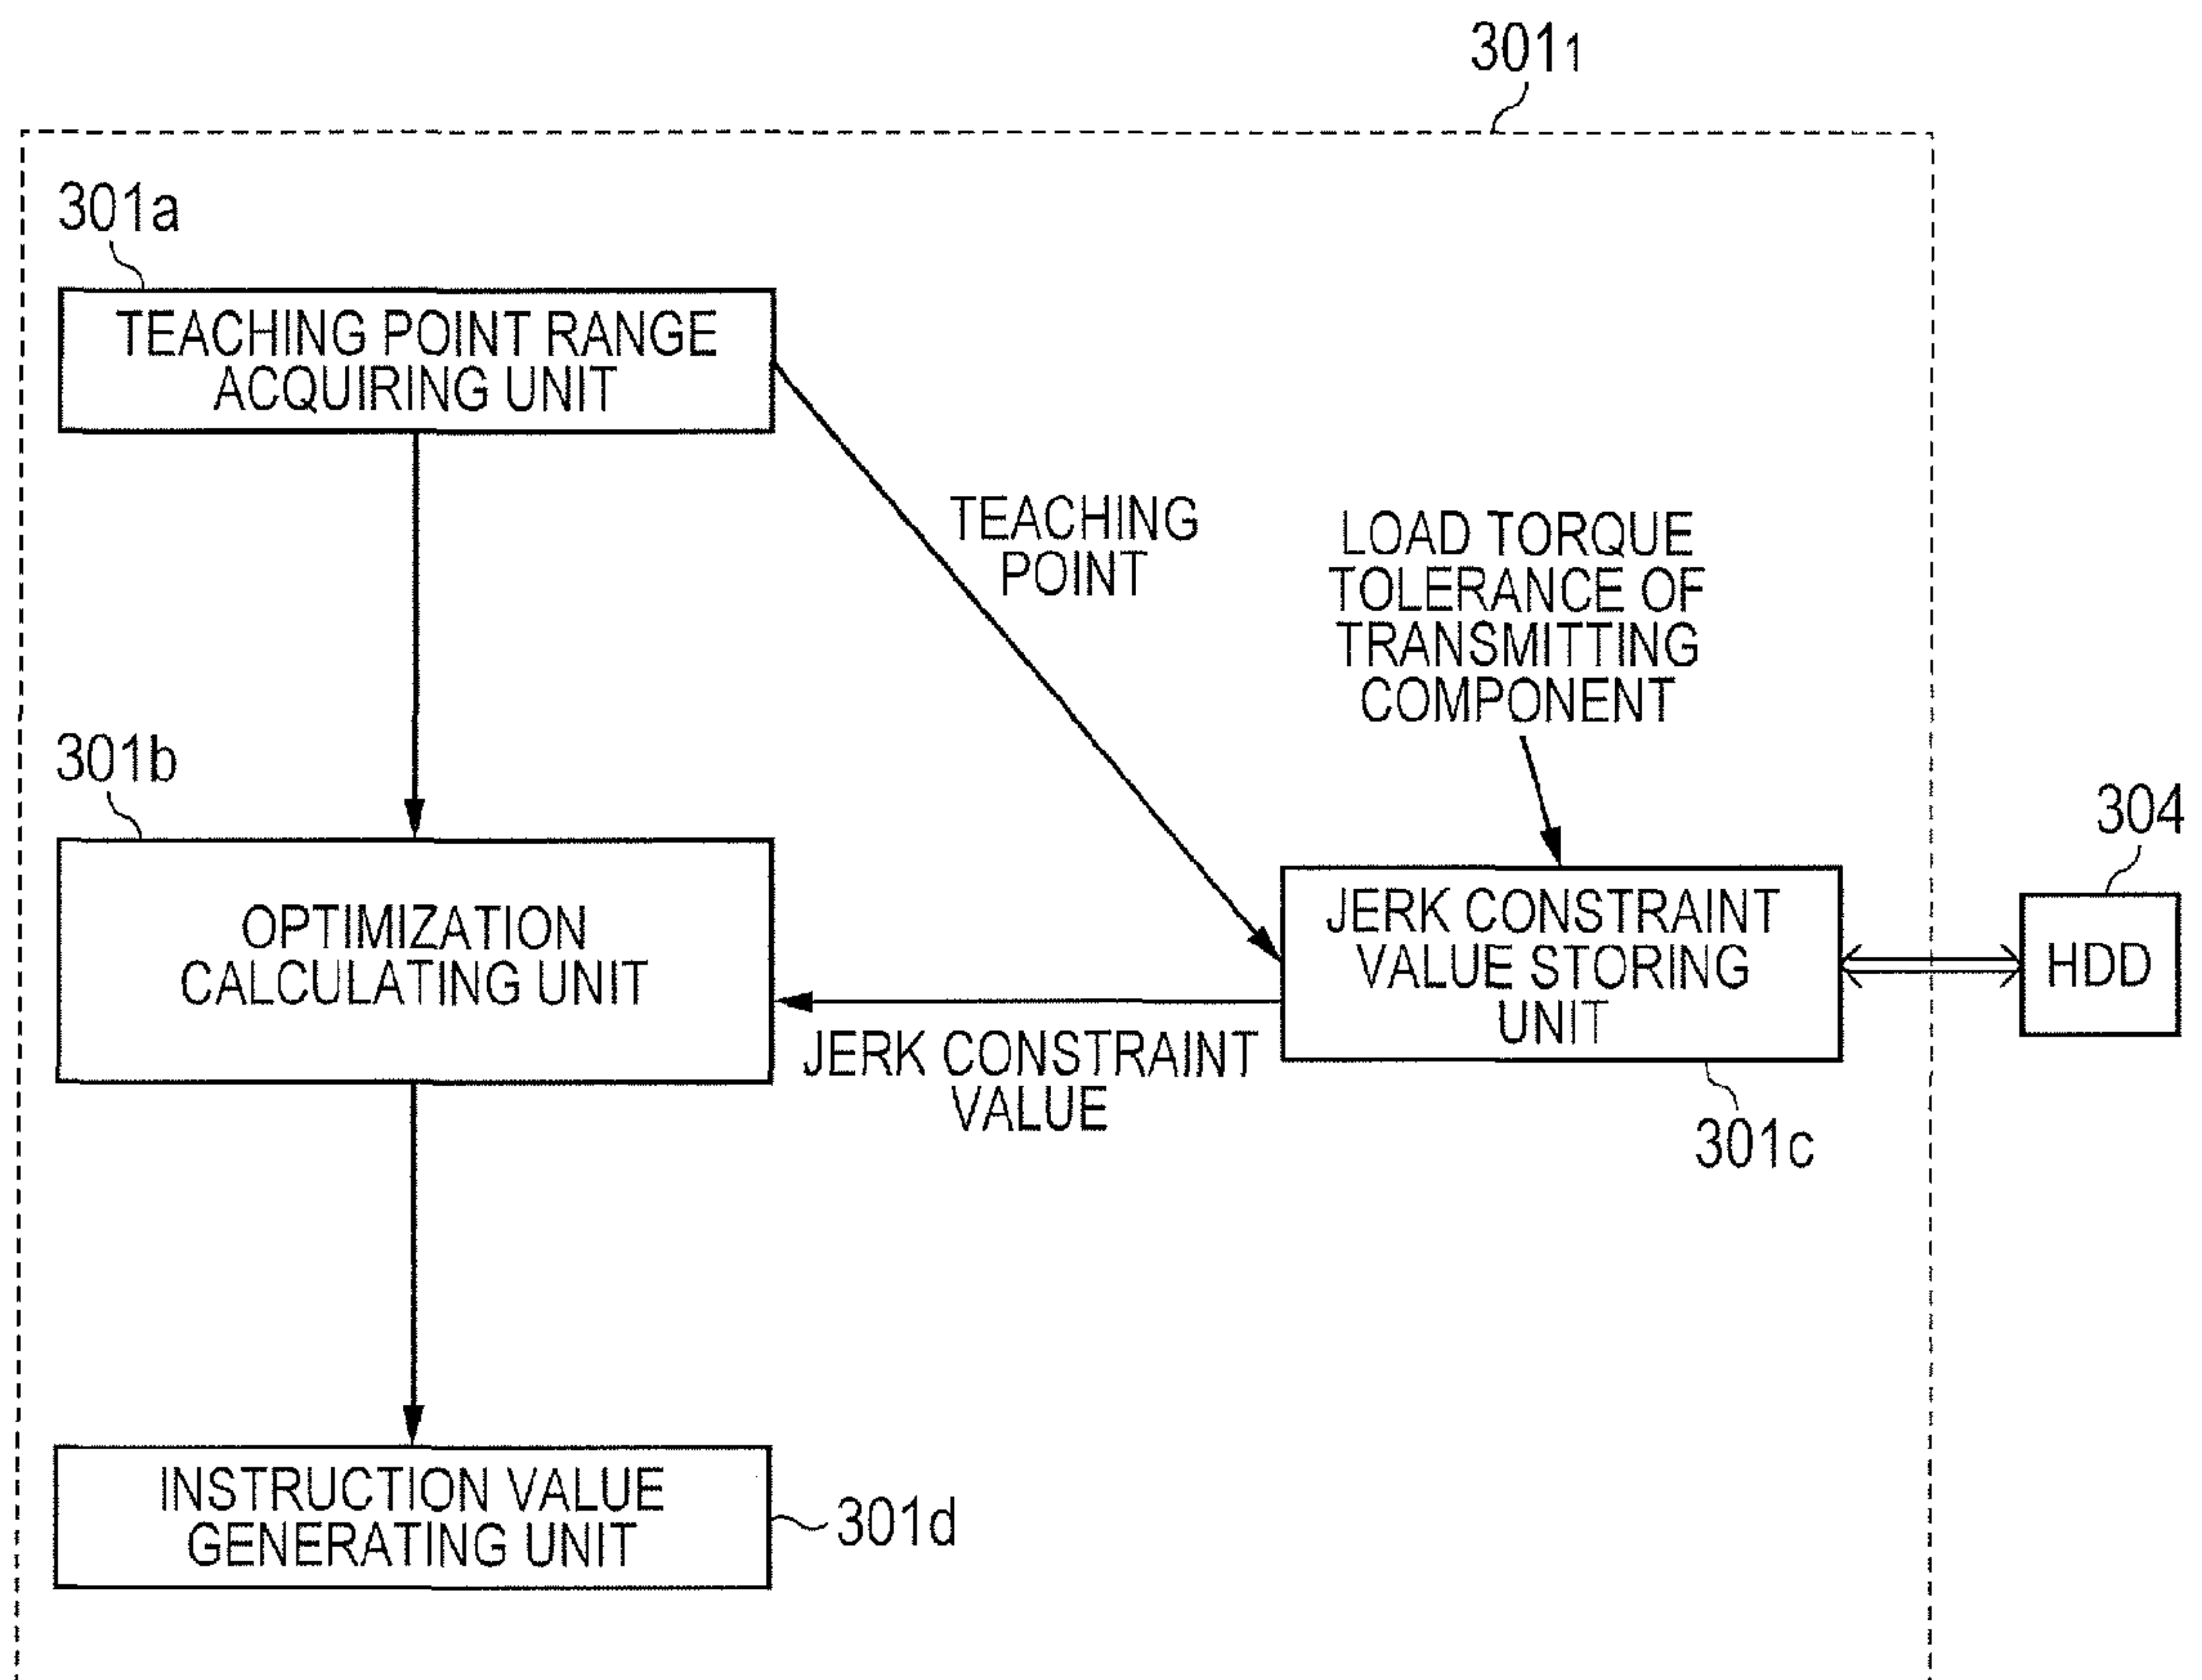 301₁
301a
TEACHING POINT RANGE
ACQUIRING UNIT
TEACHING
POINT
LOAD TORQUE
TOLERANCE OF
TRANSMITTING
COMPONENT
301b
304
OPTIMIZATION
CALCULATING UNIT
JERK CONSTRAINT
VALUE STORING
UNIT
HDD
JERK CONSTRAINT
VALUE
301c
INSTRUCTION VALUE
GENERATING UNIT
301d